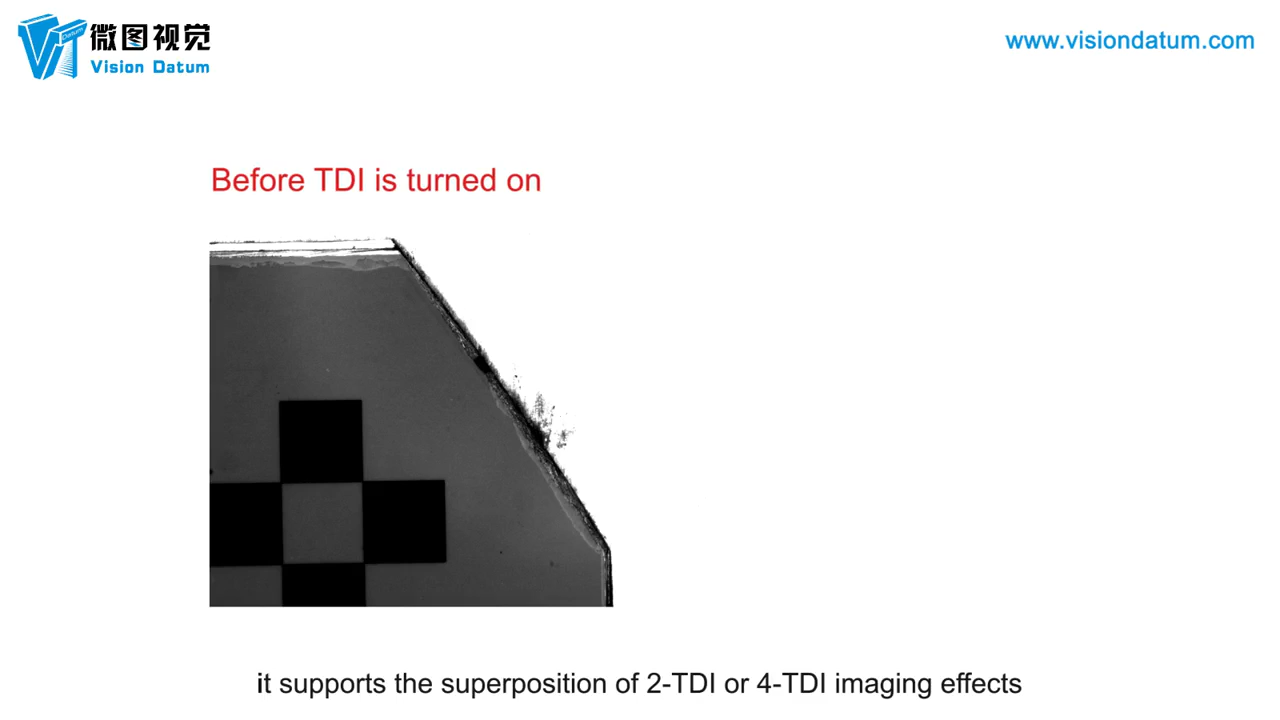 微图视觉
Datum
Vision Datum
www.visiondatum.com
Before TDI is turned on
it supports the superposition of 2-TDI or 4-TDI imaging effects